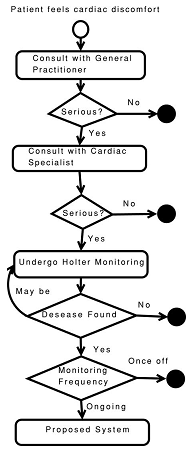 Patient feels cardiac discomfort
Consult with General
Practitioner
Serious?
No
Yes
Consult with Cardiac
Specialist
Serious?
No
Yes
Undergo Holter Monitoring
May be
Desease Found
No
Yes
Monitoring
Frequency
Once off
Ongoing
Proposed System